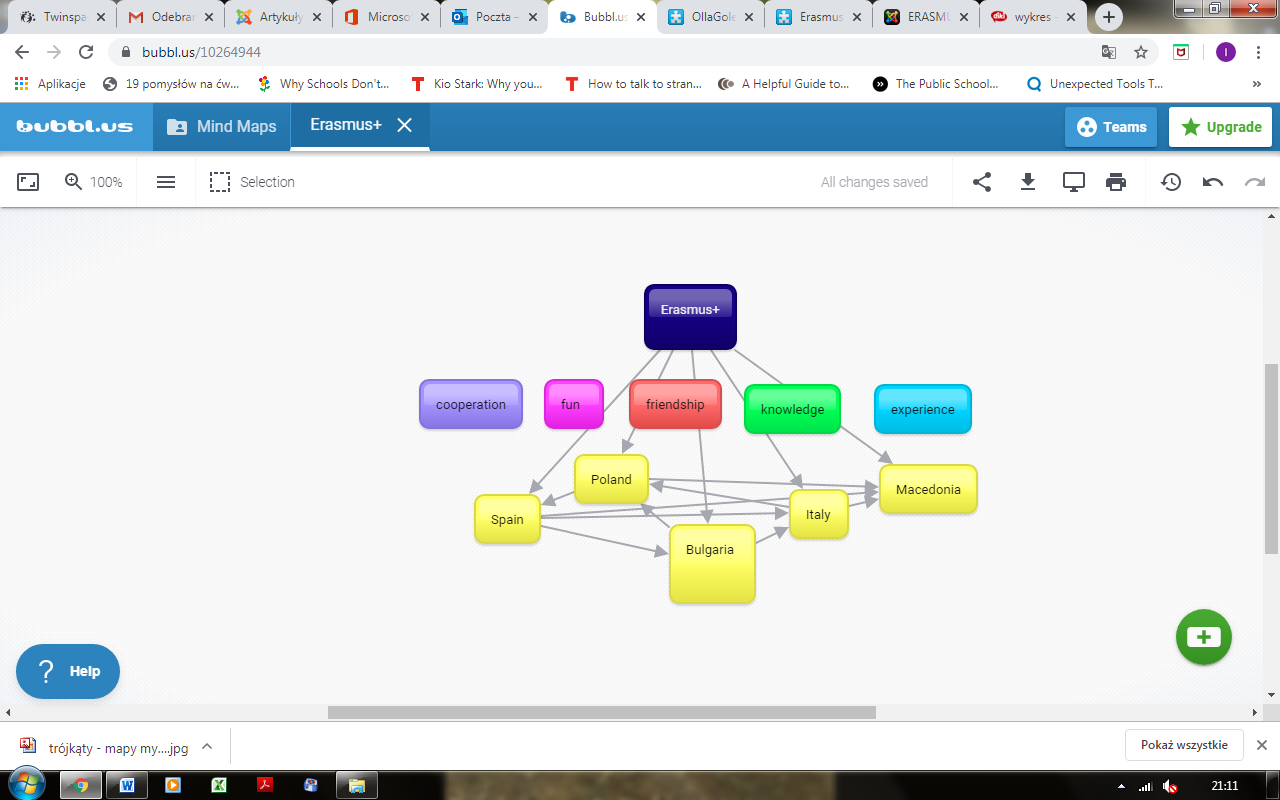 Twinspa
Odebran
Artykuły
Microso
Poczta –
Bubbl.us
OllaGole
Erasmus
ERASMU
wykres –
bubbl.us/10264944
Aplikacje
19 pomysłów na ćw...
Why Schools Don't...
Kio Stark: Why you...
How to talk to stran...
A Helpful Guide to...
The Public School...
Unexpected Tools T...
bubbl.us
Mind Maps
Erasmus+
Teams
Upgrade
100%
Selection
All changes saved
Erasmus+
cooperation
fun
friendship
knowledge
experience
Poland
Macedonia
Spain
Italy
Bulgaria
? Help
trójkąty - mapy my....jpg
Pokaż wszystkie
21:11